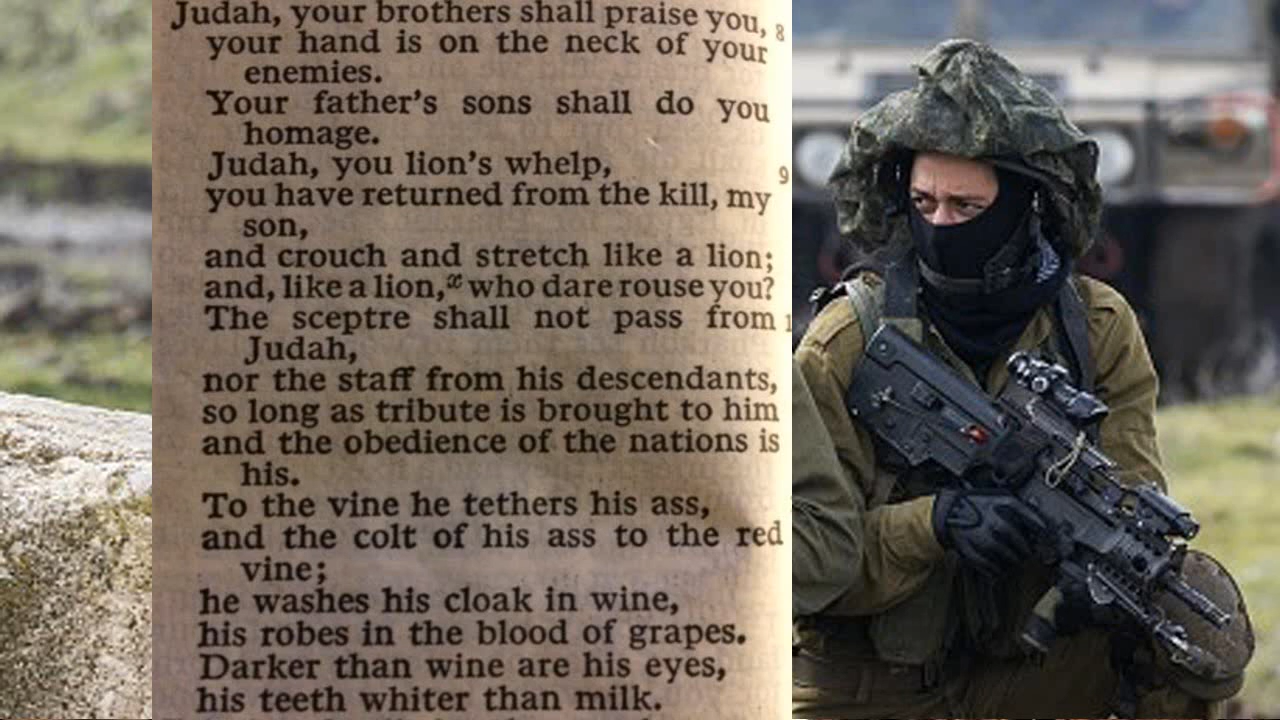 Judah, your brothers shall praise you, 8
your hand is on the neck of your
enemies.
Your father's sons shall do you
homage.
Judah, you lion's whelp, 9
you have returned from the kill, my
son,
and crouch and stretch like a lion;
and, like a lion,x who dare rouse you?
The sceptre shall not pass from 1
Judah,
nor the staff from his descendants,
so long as tribute is brought to him
and the obedience of the nations is
his.
To the vine he tethers his ass,
and the colt of his ass to the red
vine;
he washes his cloak in wine,
his robes in the blood of grapes.
Darker than wine are his eyes,
his teeth whiter than milk.